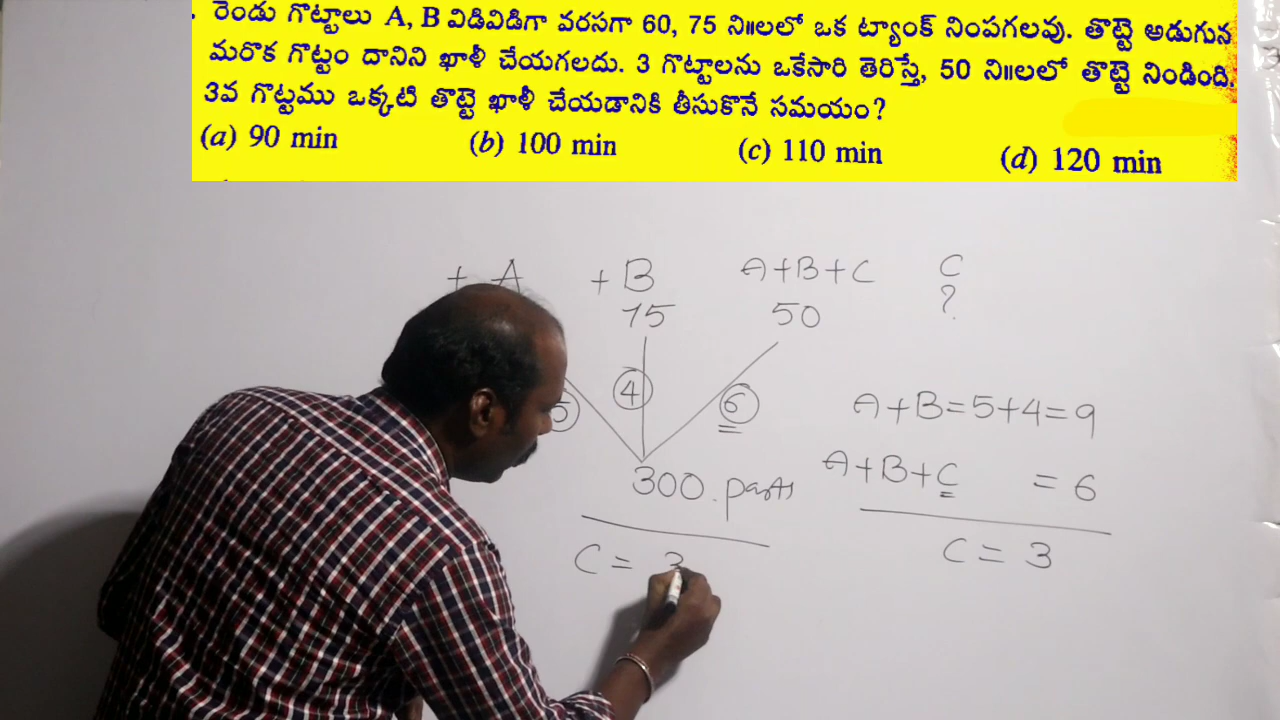 . రెండు గొట్టాలు A, B విడివిడిగా వరసగా 60, 75 ని॥లలో ఒక ట్యాంక్ నింపగలవు. తొట్టె అడుగున
మరొక గొట్టం దానిని ఖాళీ చేయగలదు. 3 గొట్టాలను ఒకేసారి తెరిస్తే, 50 ని॥లలో తొట్టె నిండింది.
3వ గొట్టము ఒక్కటి తొట్టె ఖాళీ చేయడానికి తీసుకొనే సమయం?
(a) 90 min (b) 100 min (c) 110 min (d) 120 min
+ A + B A+B+C C
75 50 ?
5 4 6
A+B=5+4=9
A+B+C = 6
300. parts
C = 3
C = 3